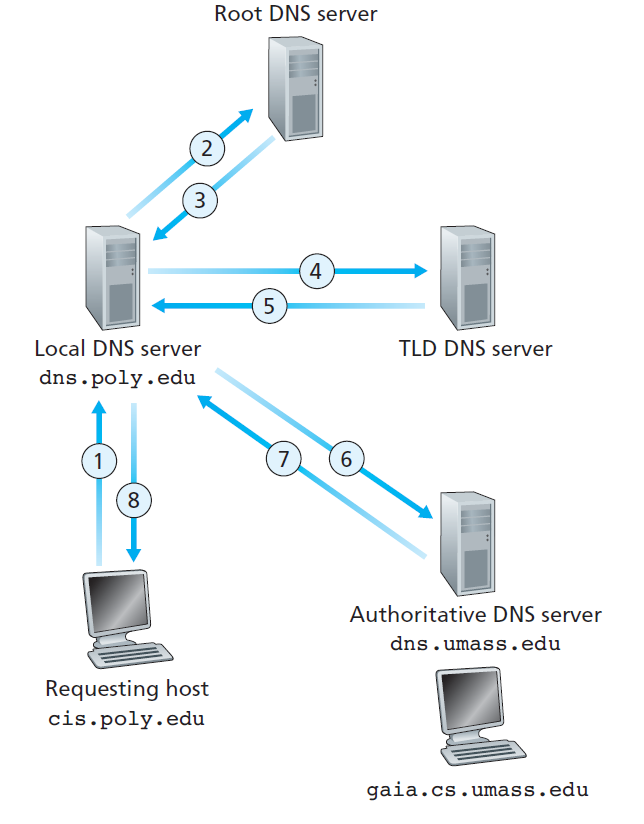 Root DNS server
2
3
4
5
Local DNS server
dns.poly.edu
TLD DNS server
1
8
7
6
Authoritative DNS server
dns.umass.edu
Requesting host
cis.poly.edu
gaia.cs.umass.edu